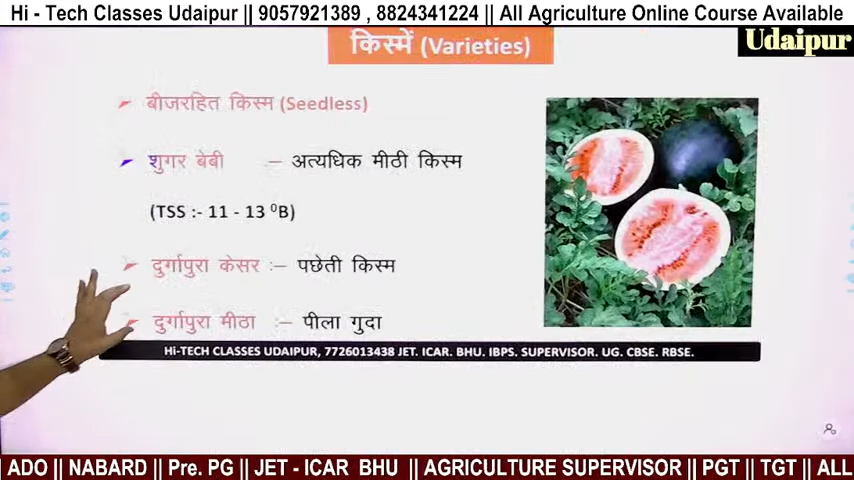 Hi - Tech Classes Udaipur || 9057921389 , 8824341224 || All Agriculture Online Course Available
किस्में (Varieties)
Udaipur
बीजरहित किस्म (Seedless)
शुगर बेबी – अत्यधिक मीठी किस्म
(TSS :- 11 - 13 ⁰B)
दुर्गापुरा केसर :– पछेती किस्म
दुर्गापुरा मीठा :– पीला गुदा
Hi-TECH CLASSES UDAIPUR, 7726013438 JET. ICAR. BHU. IBPS. SUPERVISOR. UG. CBSE. RBSE.
ADO || NABARD || Pre. PG || JET - ICAR BHU || AGRICULTURE SUPERVISOR || PGT || TGT || ALL